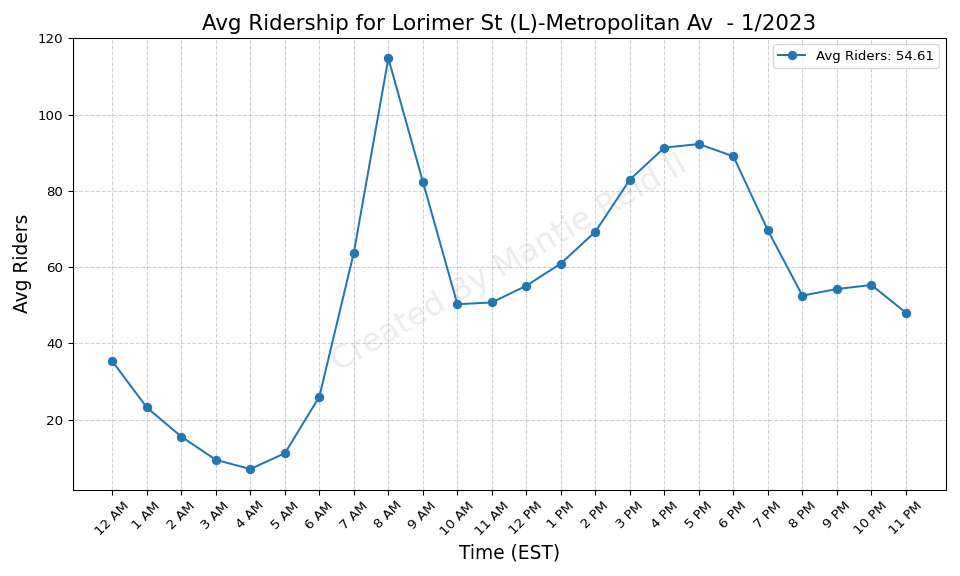 Avg Ridership for Lorimer St (L)-Metropolitan Av - 1/2023
Avg Riders: 54.61
Avg Riders
120
100
80
60
40
20
Created By Mantie Reid II
12 AM
1 AM
2 AM
3 AM
4 AM
5 AM
6 AM
7 AM
8 AM
9 AM
10 AM
11 AM
12 PM
1 PM
2 PM
3 PM
4 PM
5 PM
6 PM
7 PM
8 PM
9 PM
10 PM
11 PM
Time (EST)